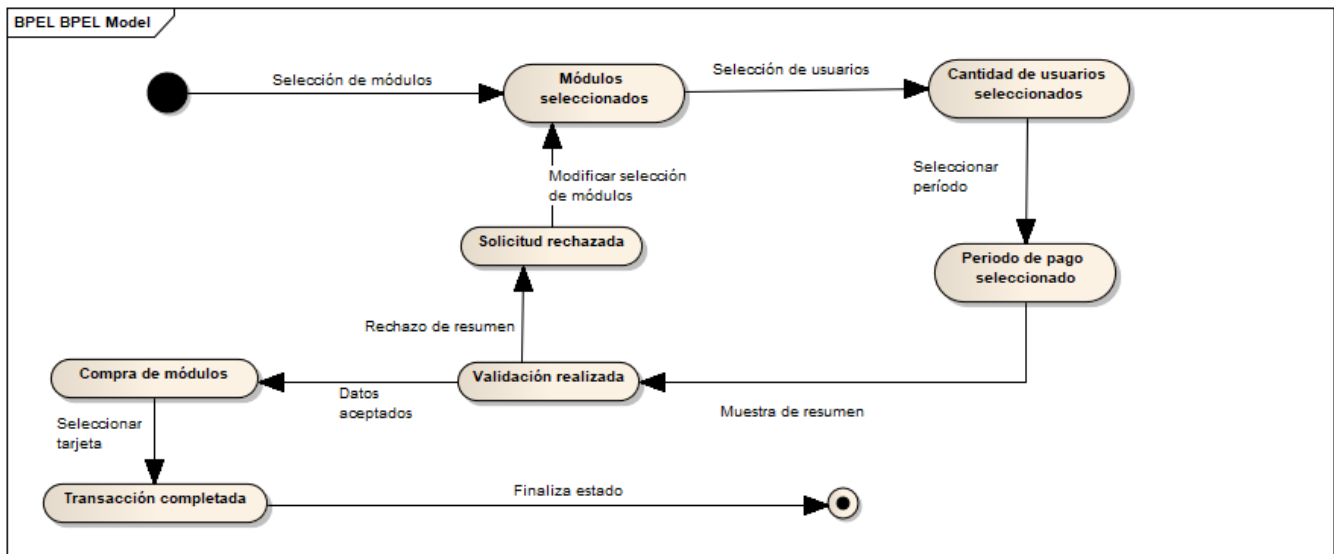 BPEL BPEL Model
Selección de módulos
Módulos
seleccionados
Selección de usuarios
Cantidad de usuarios
seleccionados
Modificar selección
de módulos
Seleccionar
período
Solicitud rechazada
Periodo de pago
seleccionado
Rechazo de resumen
Compra de módulos
Datos
aceptados
Validación realizada
Muestra de resumen
Seleccionar
tarjeta
Transacción completada
Finaliza estado